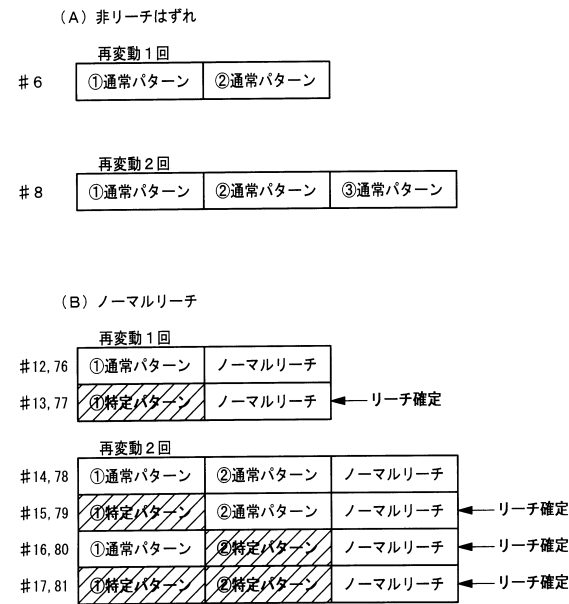 （A）非リーチはずれ
再変動1回
＃6 ①通常パターン ②通常パターン
再変動2回
＃8 ①通常パターン ②通常パターン ③通常パターン
（B）ノーマルリーチ
再変動1回
＃12,76 ①通常パターン ノーマルリーチ
＃13,77 ①特定パターン ノーマルリーチ リーチ確定
再変動2回
＃14,78 ①通常パターン ②通常パターン ノーマルリーチ
＃15,79 ①特定パターン ②通常パターン ノーマルリーチ リーチ確定
＃16,80 ①通常パターン ②特定パターン ノーマルリーチ リーチ確定
＃17,81 ①特定パターン ②特定パターン ノーマルリーチ リーチ確定